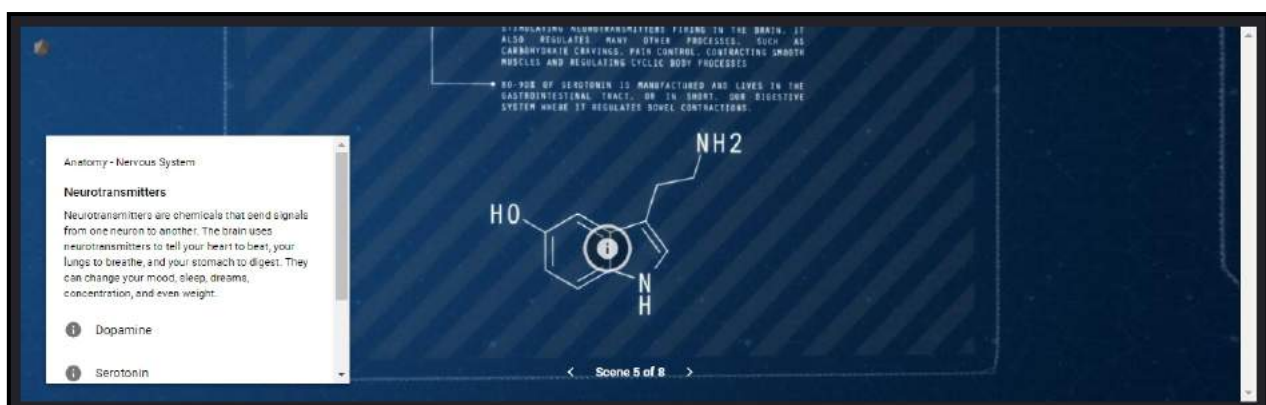 STIMULATING NEUROTRANSMITTERS FIRING IN THE BRAIN. IT
ALSO REGULATES MANY OTHER PROCESSES, SUCH AS
CARBOHYDRATE CRAVINGS, PAIN CONTROL, CONTRACTING SMOOTH
MUSCLES AND REGULATING CYCLIC BODY PROCESSES
80-90% OF SEROTONIN IS MANUFACTURED AND LIVES IN THE
GASTROINTESTINAL TRACT, OR IN SHORT, OUR DIGESTIVE
SYSTEM WHERE IT REGULATES BOWEL CONTRACTIONS.
NH2
HO
N
H
Anatomy - Nervous System
Neurotransmitters
Neurotransmitters are chemicals that send signals
from one neuron to another. The brain uses
neurotransmitters to tell your heart to beat, your
lungs to breathe, and your stomach to digest. They
can change your mood, sleep, dreams,
concentration, and even weight.
Dopamine
Serotonin
< Scene 5 of 8 >